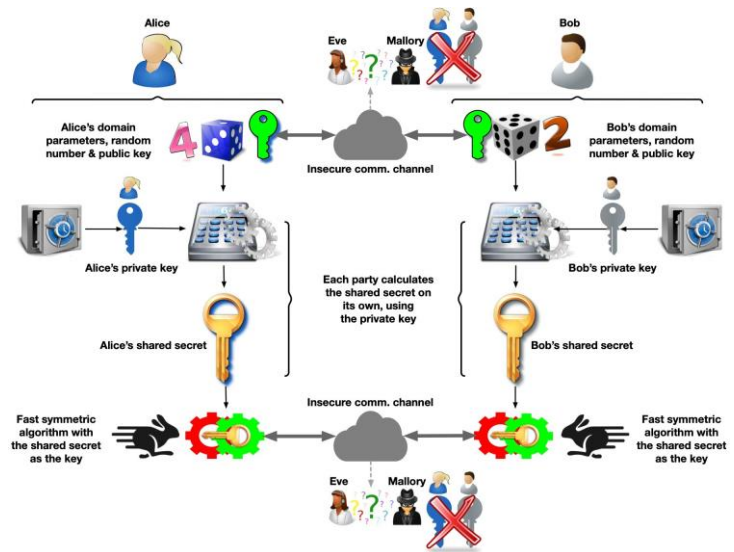 Alice
Eve
Mallory
Bob
Alice's domain
parameters, random
number & public key
4
2
Bob's domain
parameters, random
number & public key
Insecure comm. channel
Alice's private key
Bob's private key
Each party calculates
the shared secret on
its own, using
the private key
Alice's shared secret
Bob's shared secret
Insecure comm. channel
Fast symmetric
algorithm with
the shared secret
as the key
Fast symmetric
algorithm with
the shared secret
as the key
Eve
Mallory